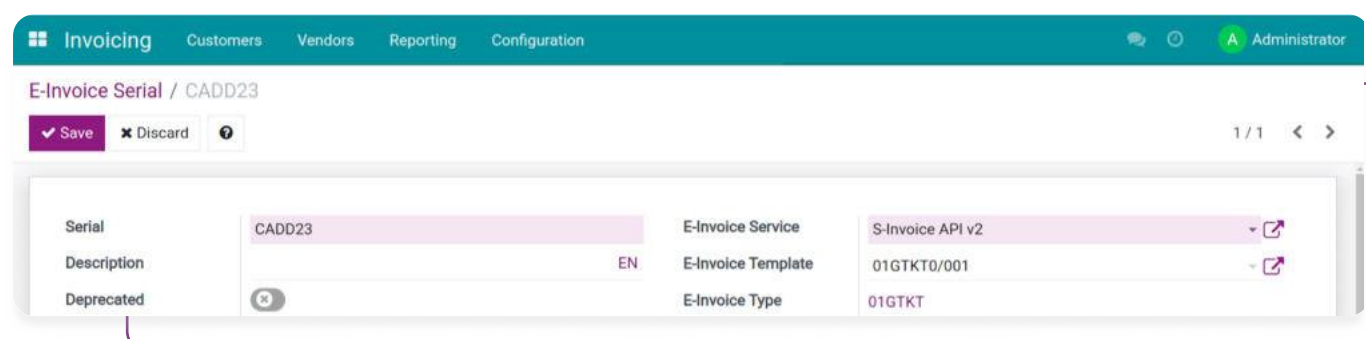 Invoicing Customers Vendors Reporting Configuration A Administrator
E-Invoice Serial / CADD23
Save Discard 1 / 1
Serial CADD23 E-Invoice Service S-Invoice API v2
Description EN E-Invoice Template 01GTKT0/001
Deprecated E-Invoice Type 01GTKT